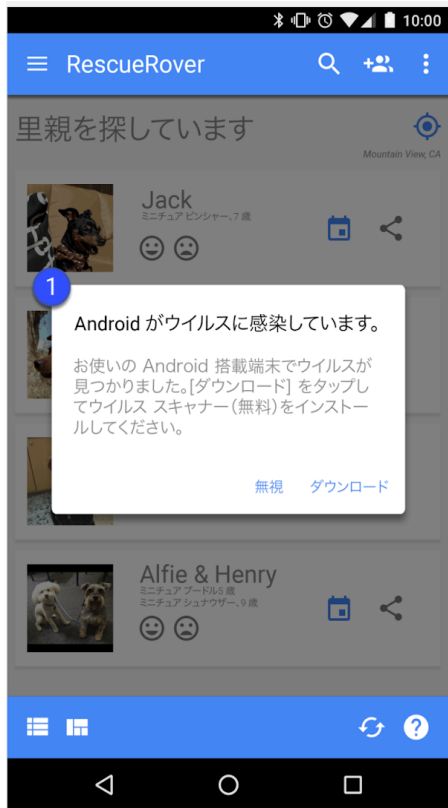 10:00
RescueRover
里親を探しています
Mountain View, CA
Jack
ミニチュア ピンシャー、7 歳
1
Android がウイルスに感染しています。
お使いの Android 搭載端末でウイルスが
見つかりました。[ダウンロード] をタップし
てウイルス スキャナー（無料）をインストー
ルしてください。
無視 ダウンロード
Alfie & Henry
ミニチュア プードル5 歳
ミニチュア シュナウザー、9 歳